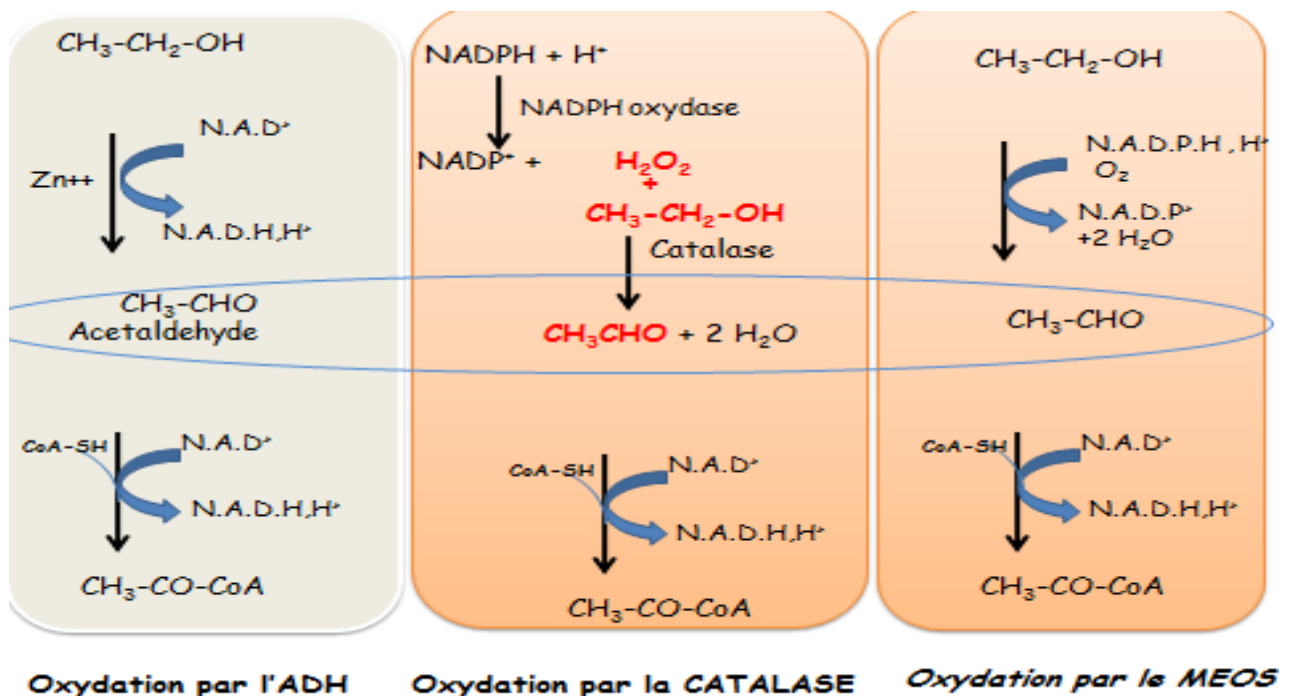 CH₃-CH₂-OH
N.A.D⁺
Zn++
N.A.D.H,H⁺
CH₃-CHO
Acetaldehyde
CoA-SH
N.A.D⁺
N.A.D.H,H⁺
CH₃-CO-CoA
Oxydation par l'ADH
NADPH + H⁺
NADPH oxydase
NADP⁺ + H₂O₂
+
CH₃-CH₂-OH
Catalase
CH₃CHO + 2 H₂O
CoA-SH
N.A.D⁺
N.A.D.H,H⁺
CH₃-CO-CoA
Oxydation par la CATALASE
CH₃-CH₂-OH
N.A.D.P.H , H⁺
O₂
N.A.D.P⁺
+2 H₂O
CH₃-CHO
CoA-SH
N.A.D⁺
N.A.D.H,H⁺
CH₃-CO-CoA
Oxydation par le MEOS